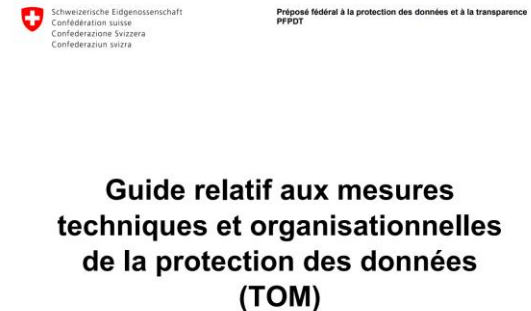 Schweizerische Eidgenossenschaft
Confédération suisse
Confederazione Svizzera
Confederaziun svizra
Préposé fédéral à la protection des données et à la transparence
PFPDT
Guide relatif aux mesures
techniques et organisationnelles
de la protection des données
(TOM)